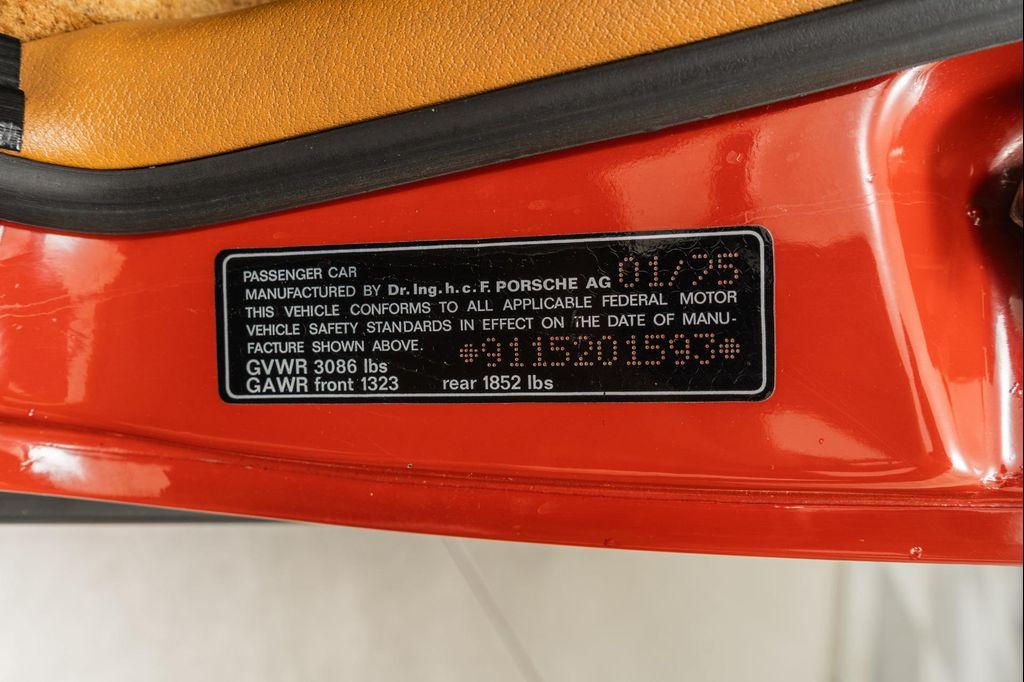 PASSENGER CAR
MANUFACTURED BY Dr. Ing. h. c. F. PORSCHE AG 01/75
THIS VEHICLE CONFORMS TO ALL APPLICABLE FEDERAL MOTOR
VEHICLE SAFETY STANDARDS IN EFFECT ON THE DATE OF MANU-
FACTURE SHOWN ABOVE. *9115201593*
GVWR 3086 lbs
GAWR front 1323 rear 1852 lbs